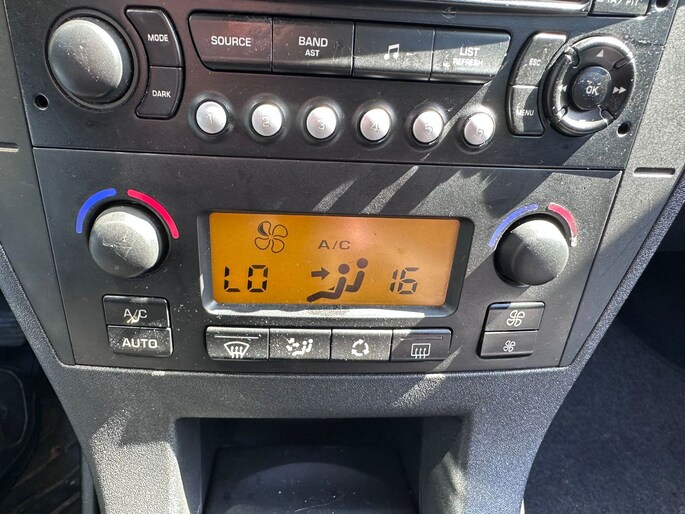 MODE
DARK
SOURCE
BAND
AST
LIST
REFRESH
ESC
MENU
OK
1 2 3 4 5 6
A/C
LO 16
A/C
AUTO